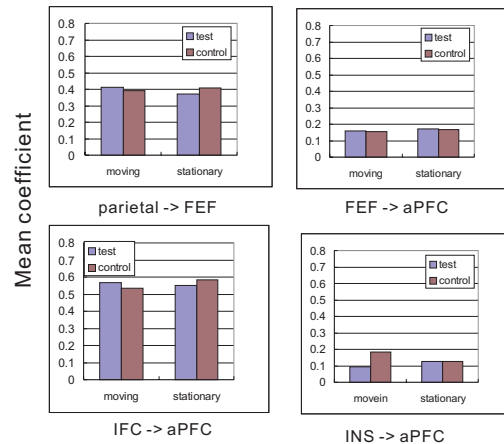 Mean coefficient
0.8
0.7
0.6
0.5
0.4
0.3
0.2
0.1
0
test
control
moving stationary
parietal -> FEF
0.8
0.7
0.6
0.5
0.4
0.3
0.2
0.1
0
test
control
moving stationary
FEF -> aPFC
0.8
0.7
0.6
0.5
0.4
0.3
0.2
0.1
0
test
control
moving stationary
IFC -> aPFC
0.8
0.7
0.6
0.5
0.4
0.3
0.2
0.1
0
test
control
movein stationary
INS -> aPFC